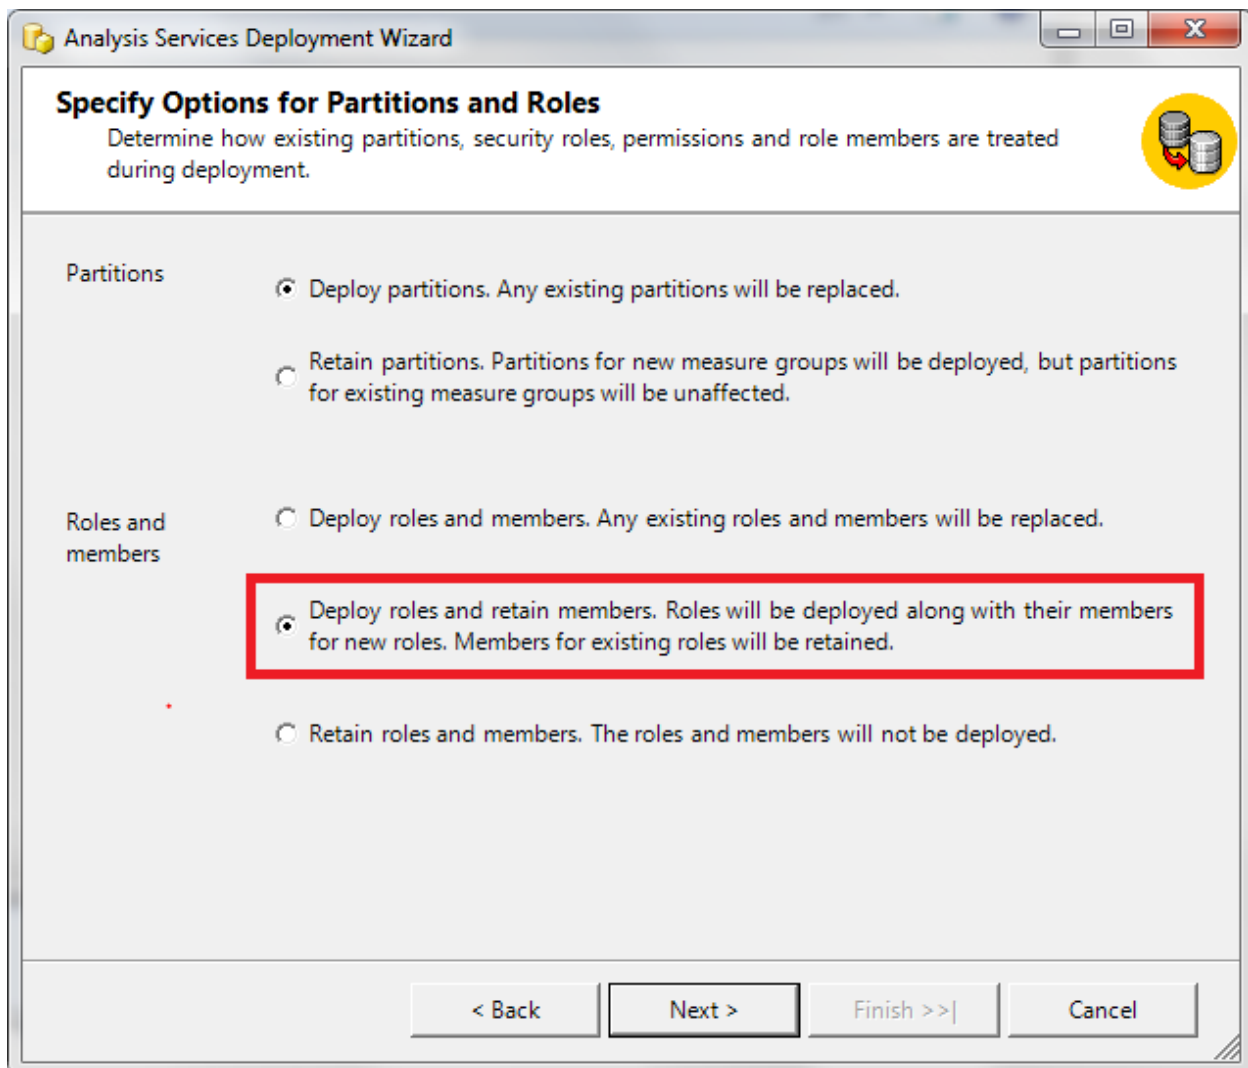 Analysis Services Deployment Wizard
Specify Options for Partitions and Roles
Determine how existing partitions, security roles, permissions and role members are treated
during deployment.
Partitions
Deploy partitions. Any existing partitions will be replaced.
Retain partitions. Partitions for new measure groups will be deployed, but partitions
for existing measure groups will be unaffected.
Roles and
members
Deploy roles and members. Any existing roles and members will be replaced.
Deploy roles and retain members. Roles will be deployed along with their members
for new roles. Members for existing roles will be retained.
*
Retain roles and members. The roles and members will not be deployed.
< Back
Next >
Finish >>|
Cancel